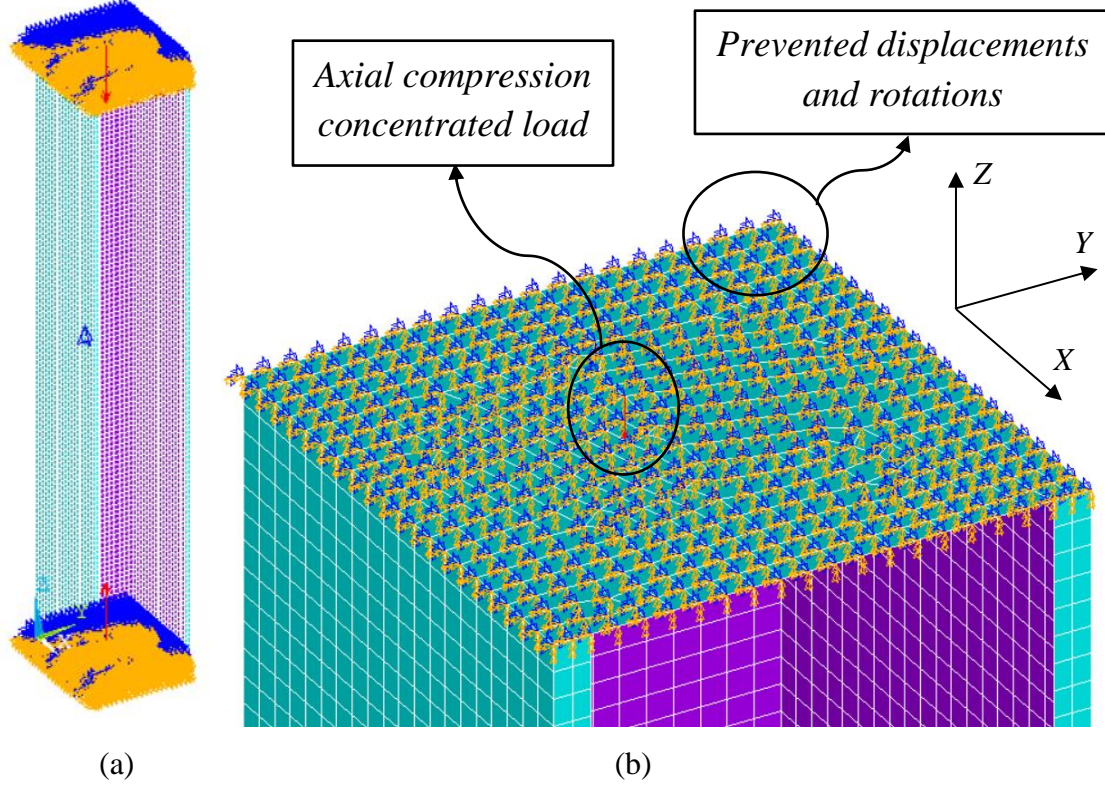 Axial compression
concentrated load
Prevented displacements
and rotations
Z
Y
X
(a)
(b)